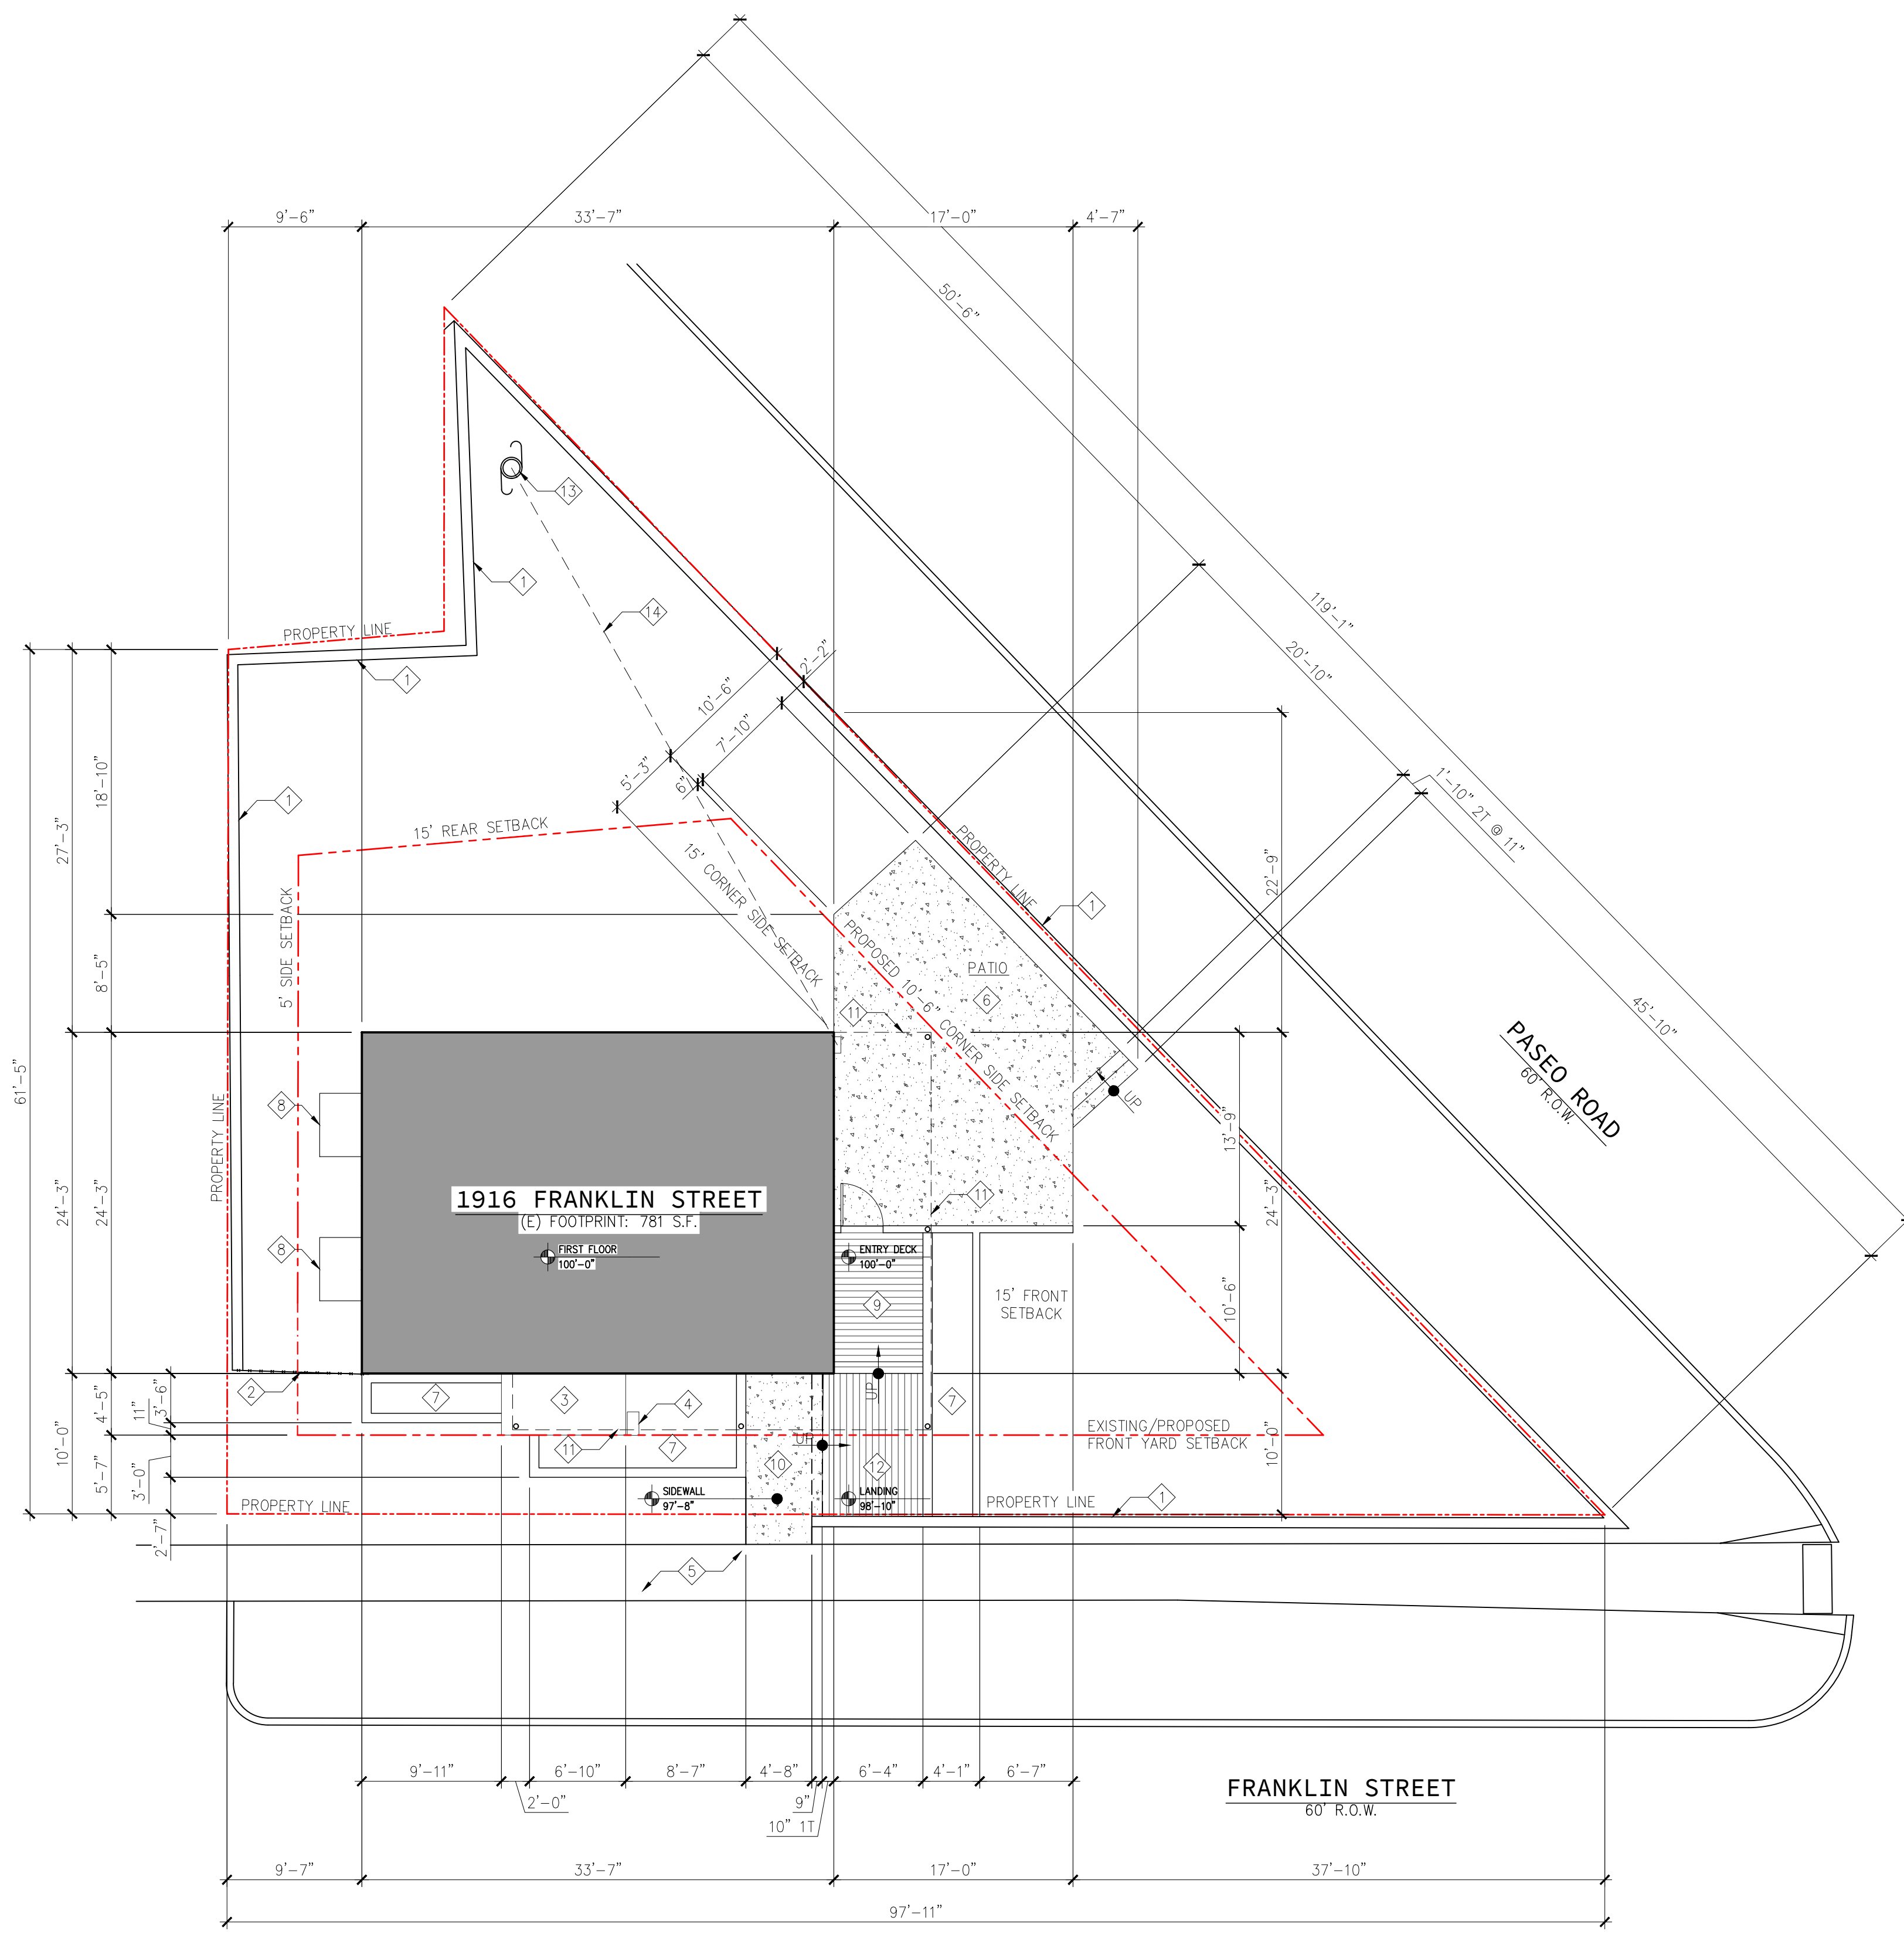 9'-6"
33'-7"
17'-0"
4'-7"
50'-6"
119'-1"
20'-10"
1'-10" 2T @ 11"
45'-10"
13
1
14
PROPERTY LINE
1
2'-2"
10'-6"
7'-10"
5'-3"
6"
1
18'-10"
27'-3"
15' REAR SETBACK
15' CORNER SIDE SETBACK
PROPERTY LINE
1
22'-9"
5' SIDE SETBACK
8'-5"
PROPOSED 10'-6" CORNER SIDE SETBACK
PATIO
6
11
UP
PASEO ROAD
60' R.O.W.
61'-5"
PROPERTY LINE
8
13'-9"
24'-3"
24'-3"
24'-3"
1916 FRANKLIN STREET
(E) FOOTPRINT: 781 S.F.
11
8
FIRST FLOOR
100'-0"
ENTRY DECK
100'-0"
9
15' FRONT
SETBACK
10'-6"
2
7
3
4
UP
7
11"
3'-6"
4'-5"
10'-0"
11
7
UP
EXISTING/PROPOSED
FRONT YARD SETBACK
10'-0"
10
12
5'-7"
3'-0"
2'-7"
PROPERTY LINE
SIDEWALL
97'-8"
LANDING
98'-10"
PROPERTY LINE
1
5
9'-11"
2'-0"
6'-10"
8'-7"
4'-8"
9"
10" 1T
6'-4"
4'-1"
6'-7"
FRANKLIN STREET
60' R.O.W.
9'-7"
33'-7"
17'-0"
37'-10"
97'-11"